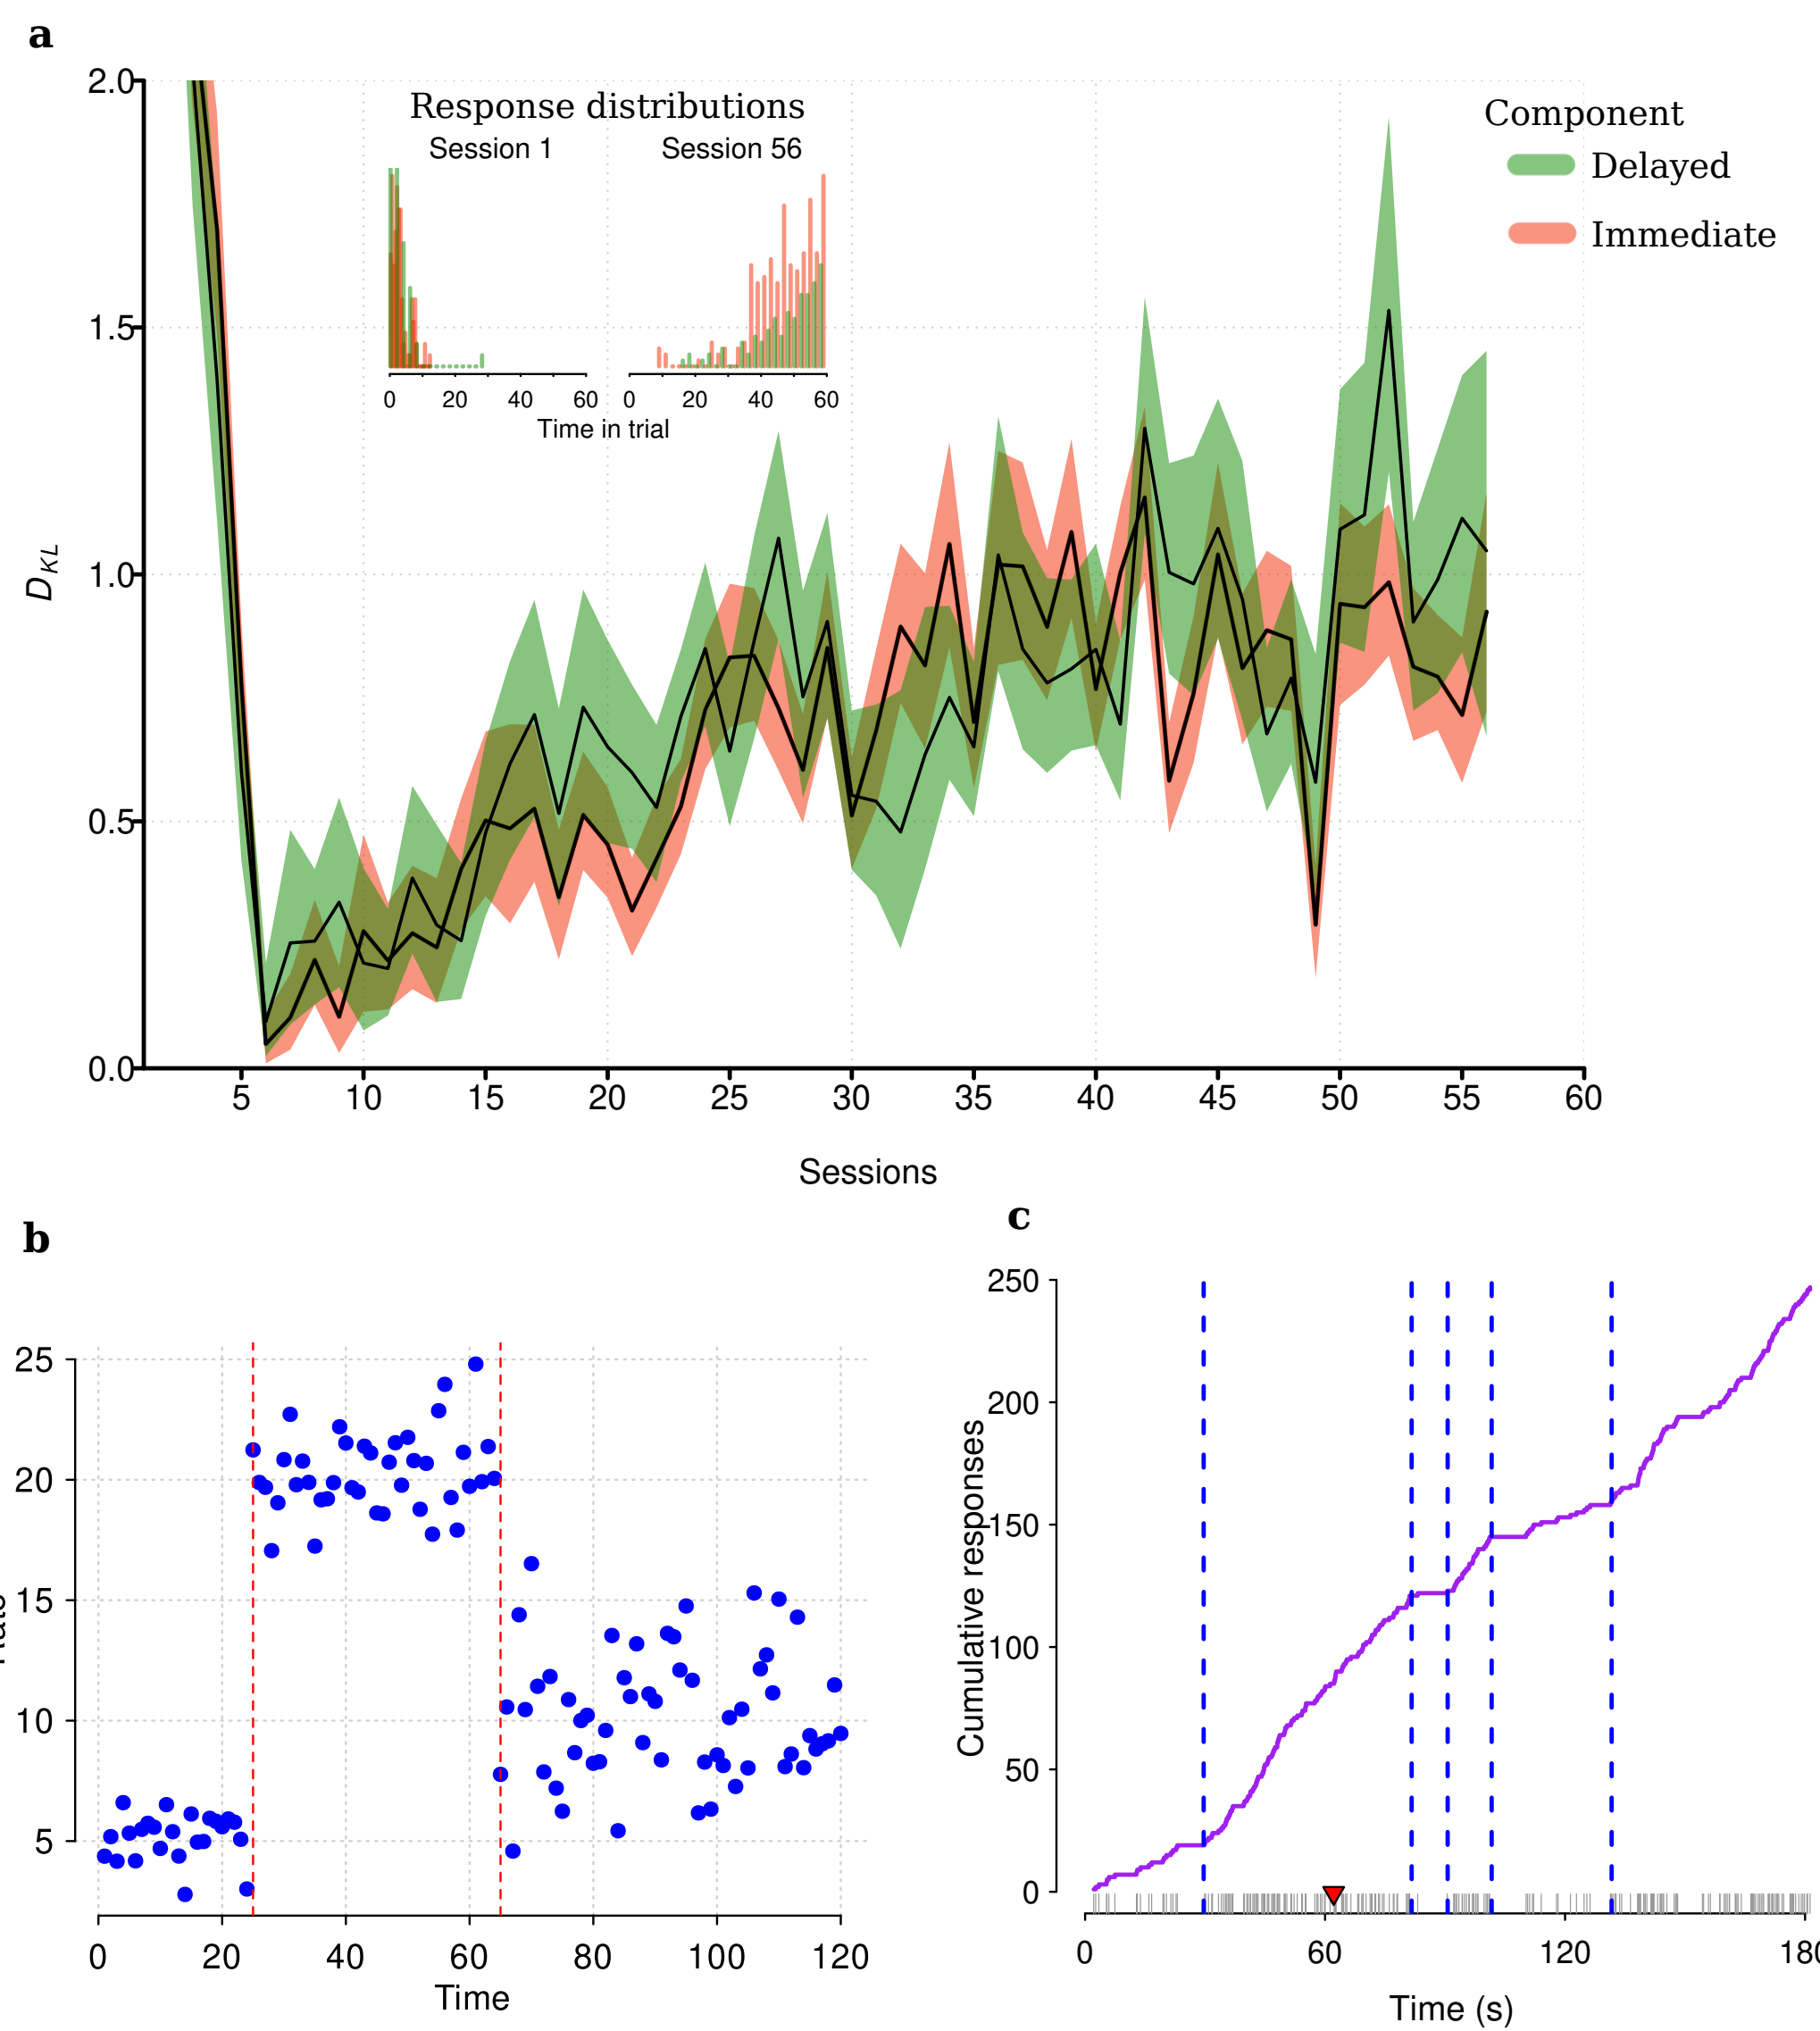 a
2.0
1.5
1.0
0.5
0.0
D_KL
Response distributions
Session 1
Session 56
0 20 40 60
0 20 40 60
Time in trial
Component
Delayed
Immediate
5 10 15 20 25 30 35 40 45 50 55 60
Sessions
b
25
20
15
10
5
0 20 40 60 80 100 120
Time
c
250
200
150
100
50
0
Cumulative responses
0 60 120
Time (s)